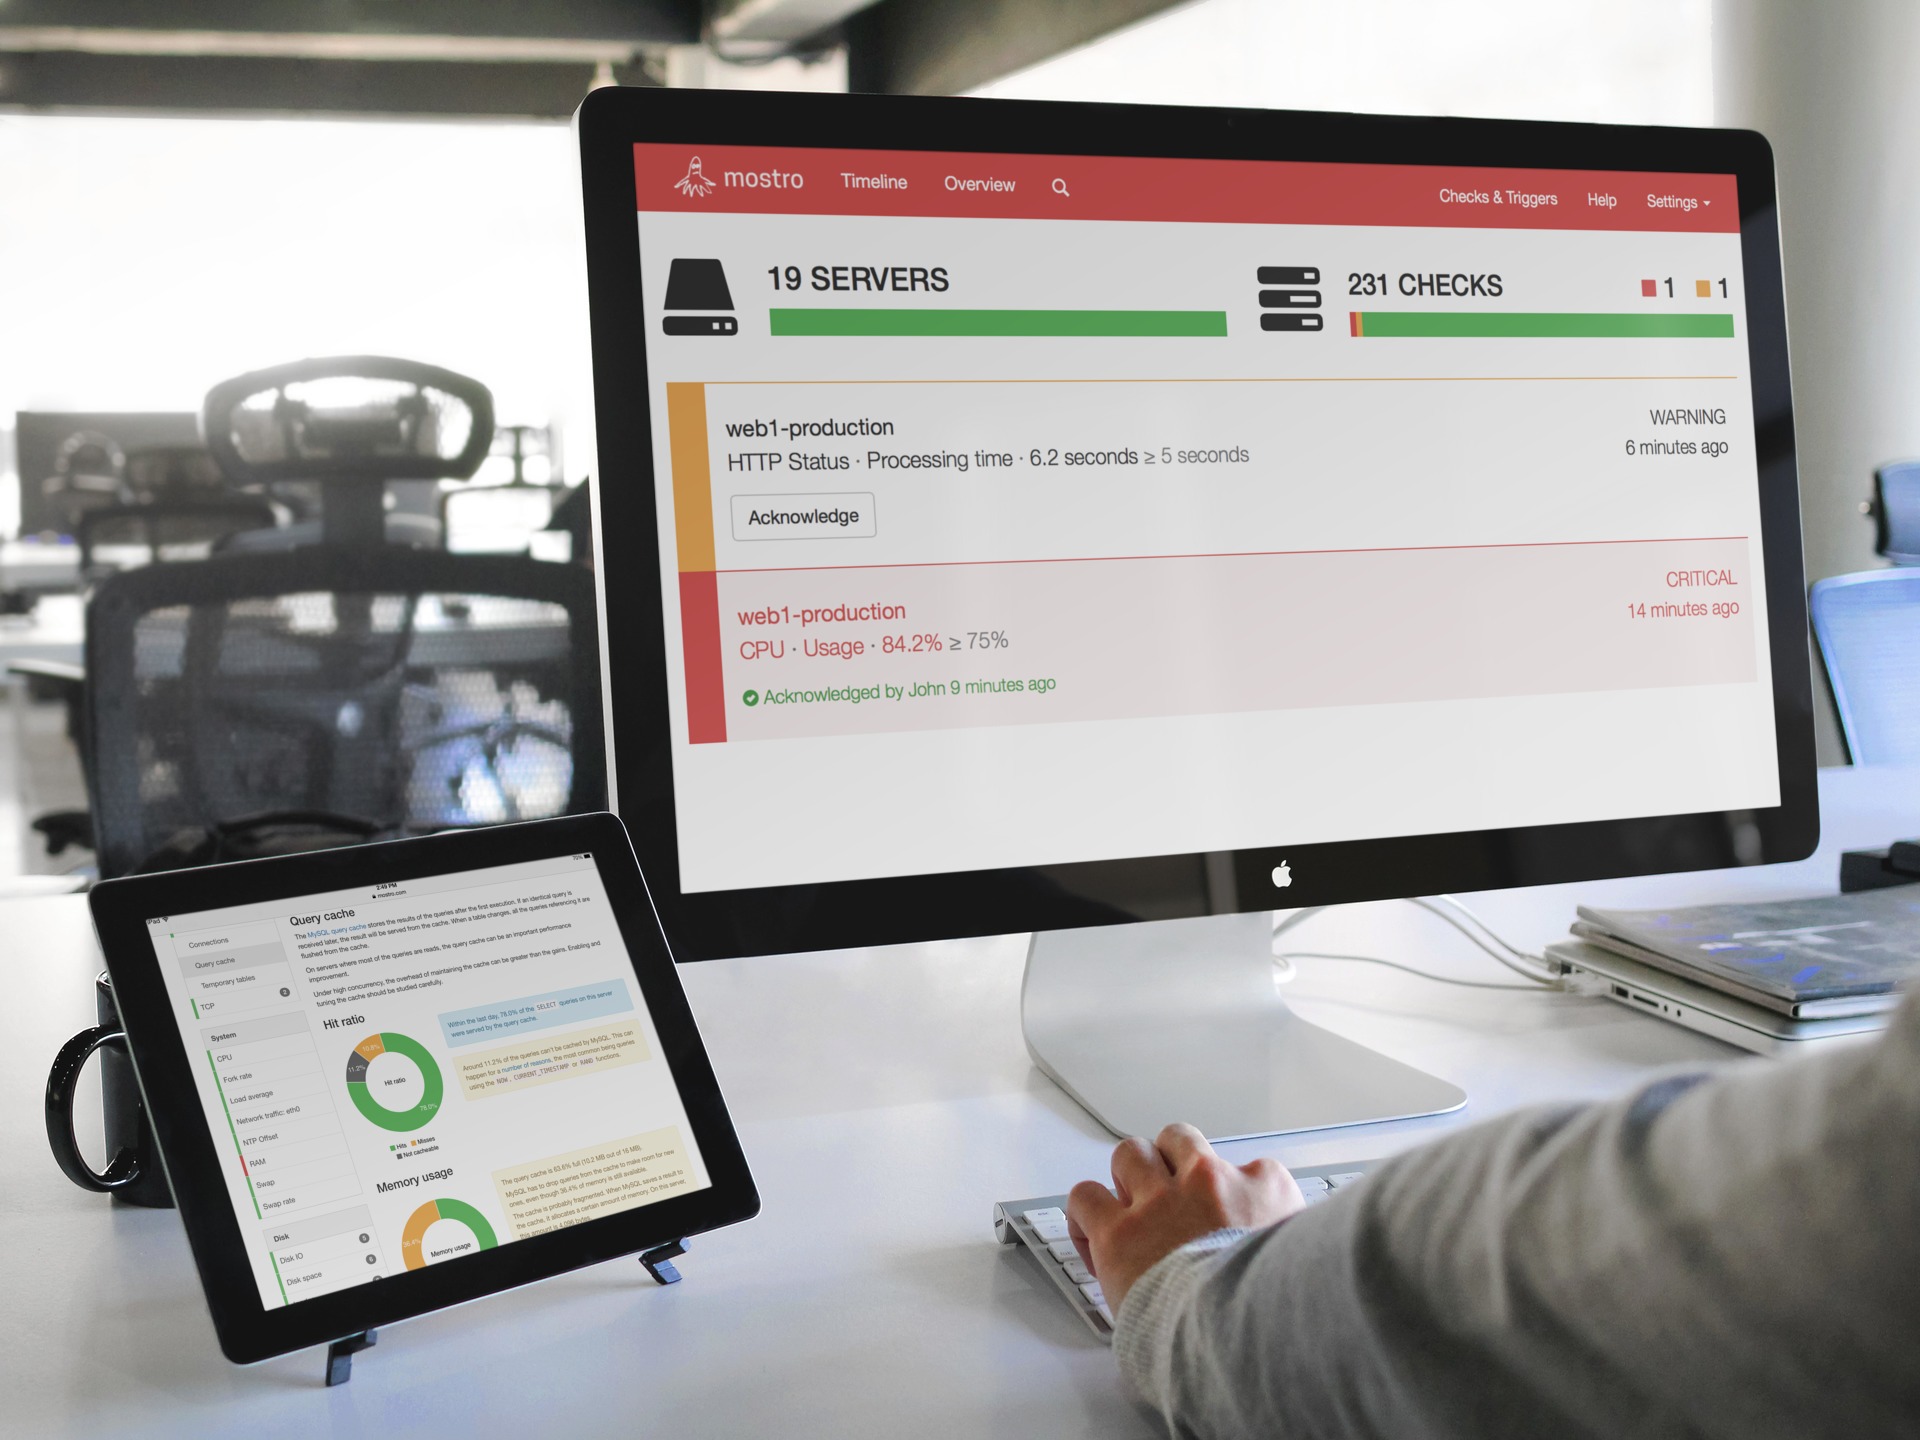 mostro Timeline Overview
Checks & Triggers Help Settings
19 SERVERS
231 CHECKS
1 1
web1-production
WARNING
HTTP Status · Processing time · 6.2 seconds ≥ 5 seconds
6 minutes ago
Acknowledge
web1-production
CRITICAL
CPU · Usage · 84.2% ≥ 75%
14 minutes ago
Acknowledged by John 9 minutes ago
iPad
2:49 PM
75%
mostro.com
Connections
Query cache
Temporary tables
TCP
System
CPU
Fork rate
Load average
Network traffic: eth0
NTP Offset
RAM
Swap
Swap rate
Disk
Disk IO
Disk space
Query cache
The MySQL query cache stores the results of the queries after the first execution. If an identical query is
received later, the result will be served from the cache. When a table changes, all the queries referencing it are
flushed from the cache.
On servers where most of the queries are reads, the query cache can be an important performance
improvement.
Under high concurrency, the overhead of maintaining the cache can be greater than the gains. Enabling and
tuning the cache should be studied carefully.
Hit ratio
10.8%
11.2%
Hit ratio
78.0%
Hits Misses
Not cacheable
Within the last day, 78.0% of the SELECT queries on this server
were served by the query cache.
Around 11.2% of the queries can't be cached by MySQL. This can
happen for a number of reasons, the most common being queries
using the NOW, CURRENT_TIMESTAMP or RAND functions.
Memory usage
36.4%
Memory usage
The query cache is 63.6% full (10.2 MB out of 16 MB).
MySQL has to drop queries from the cache to make room for new
ones, even though 36.4% of memory is still available.
The cache is probably fragmented. When MySQL saves a result to
the cache, it allocates a certain amount of memory. On this server,
this amount is 4,096 bytes.